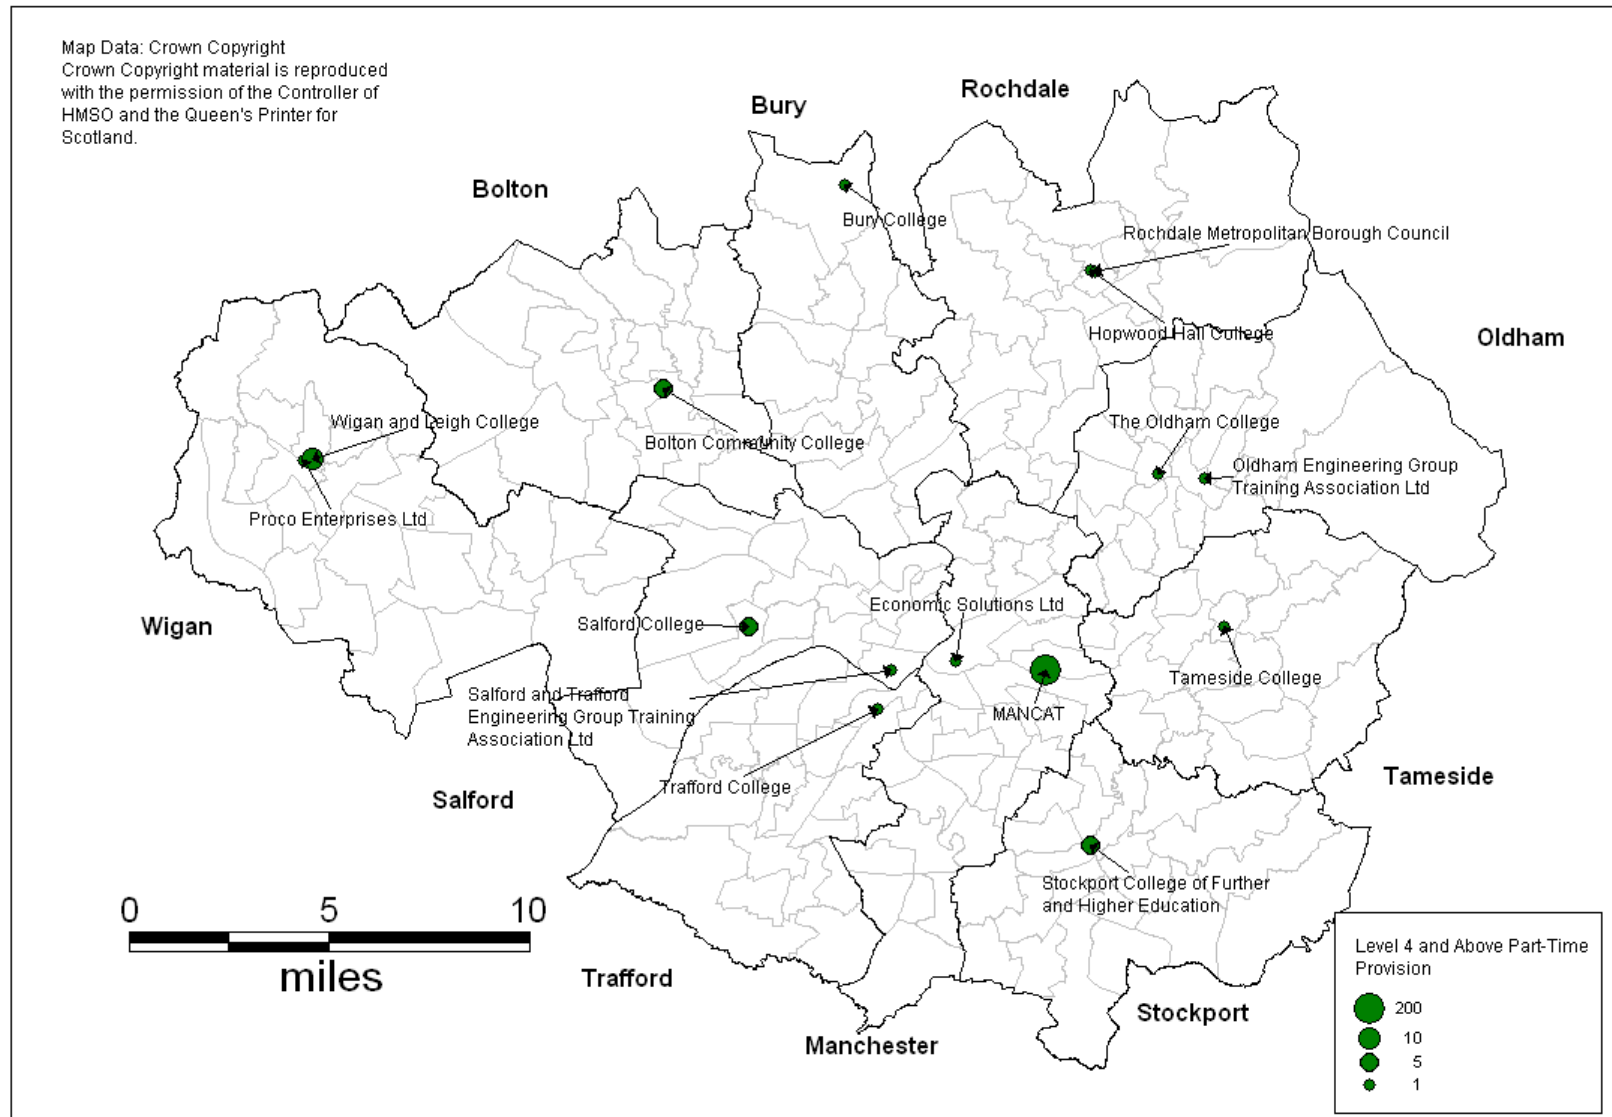 Map Data: Crown Copyright
Crown Copyright material is reproduced
with the permission of the Controller of
HMSO and the Queen's Printer for
Scotland.
Rochdale
Bury
Bolton
Bury College
Rochdale Metropolitan Borough Council
Hopwood Hall College
Oldham
Wigan and Leigh College
The Oldham College
Bolton Community College
Oldham Engineering Group
Training Association Ltd
Proco Enterprises Ltd
Economic Solutions Ltd
Wigan
Salford College
Tameside College
Salford and Trafford
Engineering Group Training
Association Ltd
MANCAT
Trafford College
Tameside
Salford
Stockport College of Further
and Higher Education
0 5 10
miles
Trafford
Stockport
Manchester
Level 4 and Above Part-Time
Provision
200
10
5
1